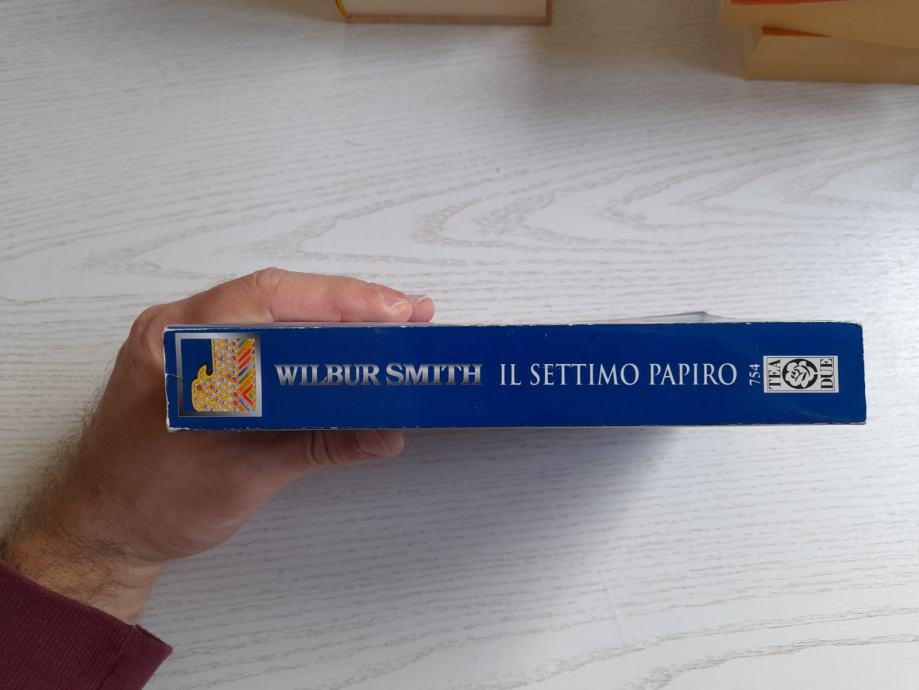 WILBUR SMITH IL SETTIMO PAPIRO
754
TEA
DUE